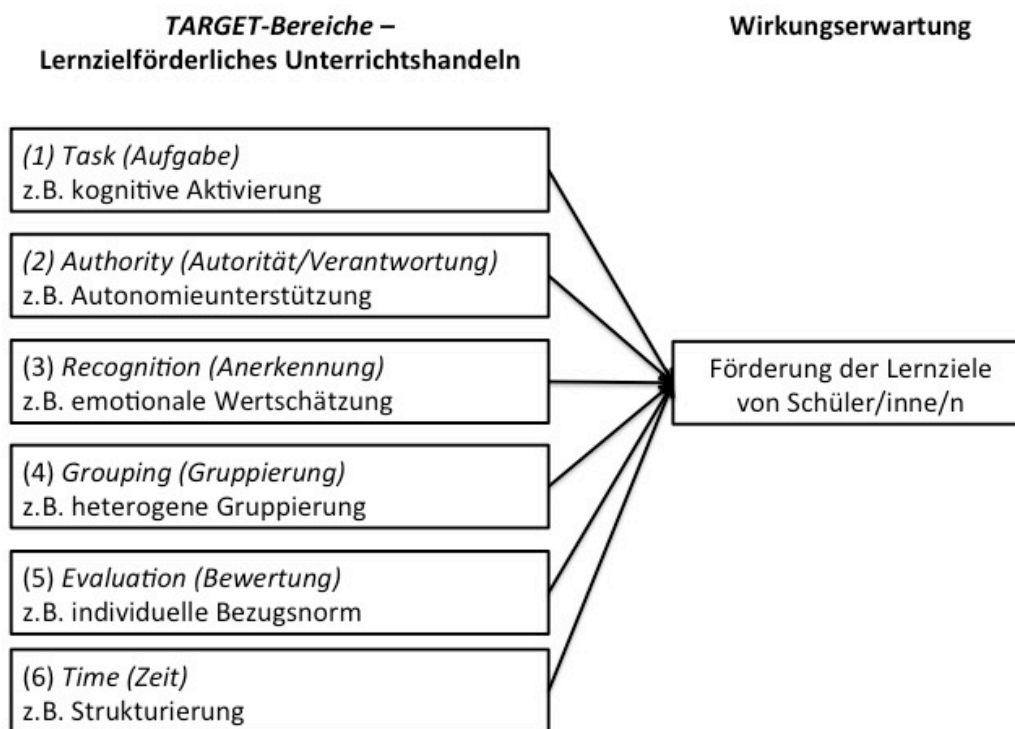 TARGET-Bereiche –
Lernzielförderliches Unterrichtshandeln
Wirkungserwartung
(1) Task (Aufgabe)
z.B. kognitive Aktivierung
(2) Authority (Autorität/Verantwortung)
z.B. Autonomieunterstützung
(3) Recognition (Anerkennung)
z.B. emotionale Wertschätzung
(4) Grouping (Gruppierung)
z.B. heterogene Gruppierung
(5) Evaluation (Bewertung)
z.B. individuelle Bezugsnorm
(6) Time (Zeit)
z.B. Strukturierung
Förderung der Lernziele
von Schüler/inne/n